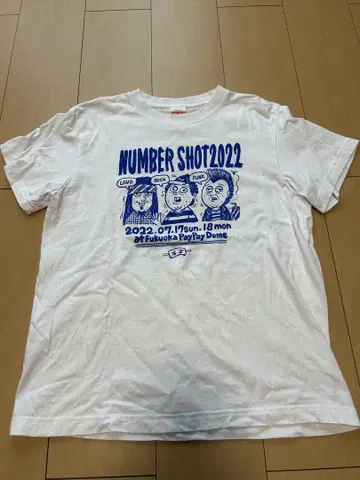 NUMBER SHOT2022
LOUD
ROCK
PUNK
2022.07.17sun.18mon
at Fukuoka PayPay Dome